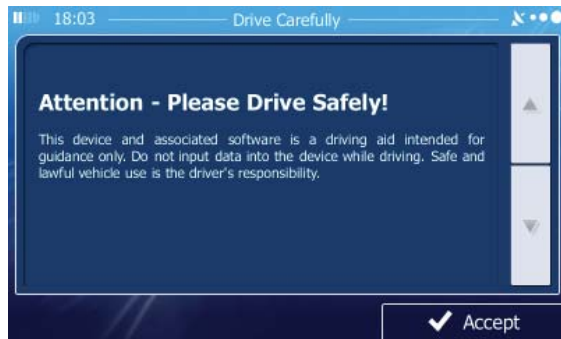 18:03 Drive Carefully
Attention - Please Drive Safely!
This device and associated software is a driving aid intended for
guidance only. Do not input data into the device while driving. Safe and
lawful vehicle use is the driver's responsibility.
Accept